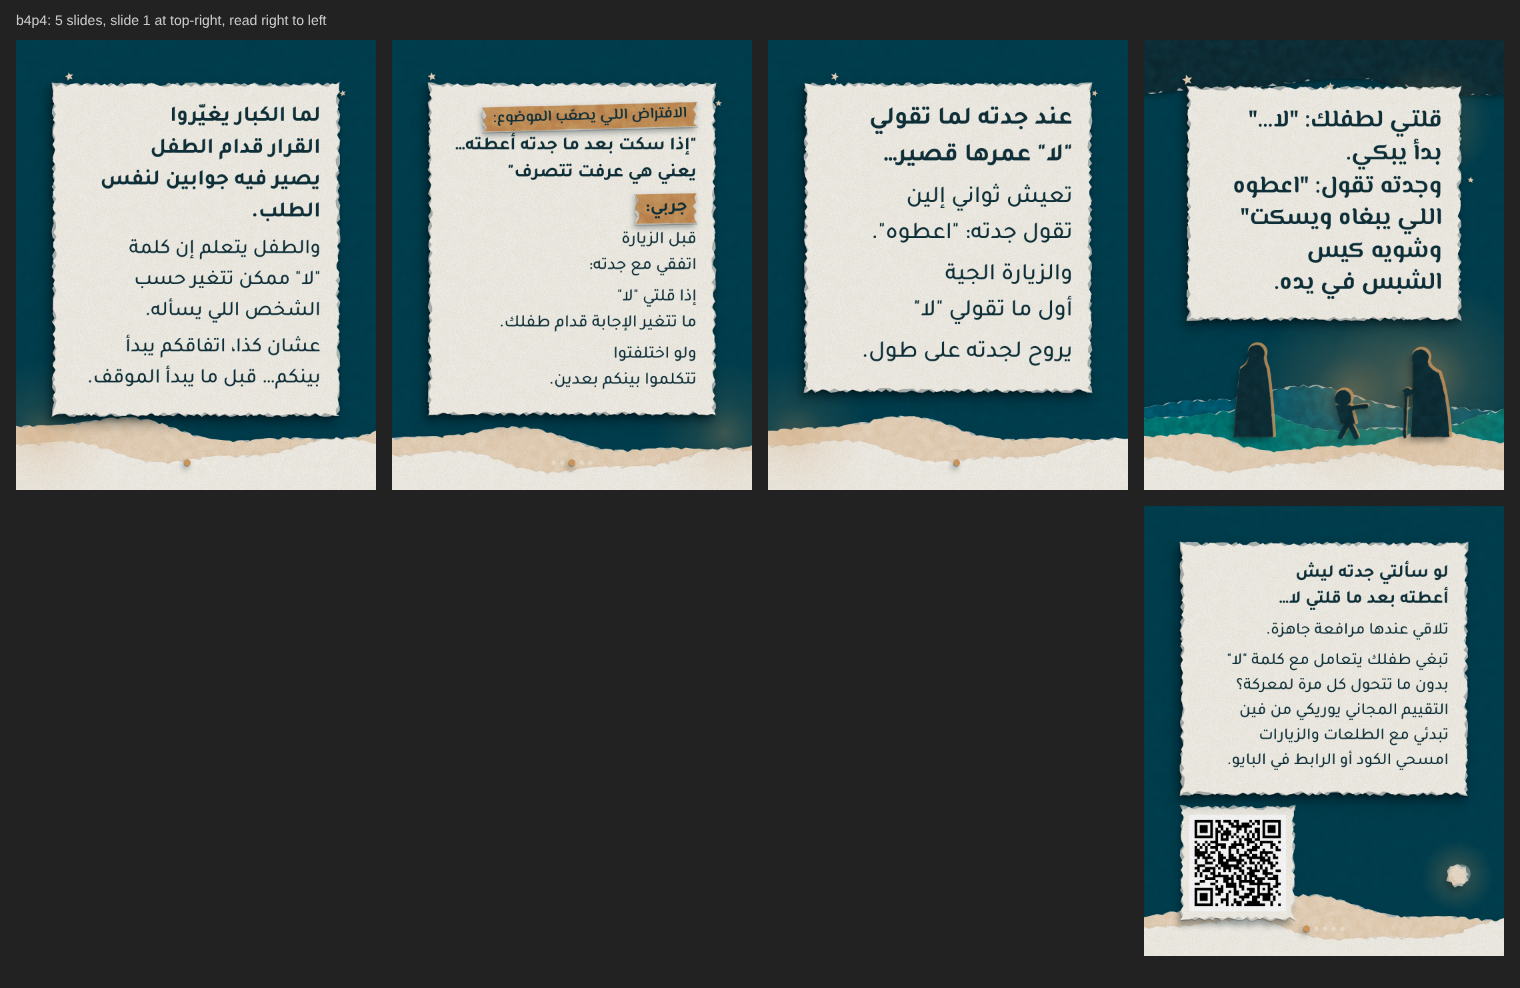 b4p4: 5 slides, slide 1 at top-right, read right to left
قلتي لطفلك: "لا..."
بدأ يبكي.
وجدته تقول: "اعطوه
اللي يبغاه ويسكت"
وشويه كيس
الشبس في يده.
عند جدته لما تقولي
"لا" عمرها قصير...
تعيش ثواني إلين
تقول جدته: "اعطوه".
والزيارة الجية
أول ما تقولي "لا"
يروح لجدته على طول.
الافتراض اللي يصعّب الموضوع:
"إذا سكت بعد ما جدته أعطته...
يعني هي عرفت تتصرف"
جربي:
قبل الزيارة
اتفقي مع جدته:
إذا قلتي "لا"
ما تتغير الإجابة قدام طفلك.
ولو اختلفتوا
تتكلموا بينكم بعدين.
لما الكبار يغيّروا
القرار قدام الطفل
يصير فيه جوابين لنفس
الطلب.
والطفل يتعلم إن كلمة
"لا" ممكن تتغير حسب
الشخص اللي يسأله.
عشان كذا، اتفاقكم يبدأ
بينكم... قبل ما يبدأ الموقف.
لو سألتي جدته ليش
أعطته بعد ما قلتي لا...
تلاقي عندها مرافعة جاهزة.
تبغي طفلك يتعامل مع كلمة "لا"
بدون ما تتحول كل مرة لمعركة؟
التقييم المجاني يوريكي من فين
تبدئي مع الطلعات والزيارات
امسحي الكود أو الرابط في البايو.